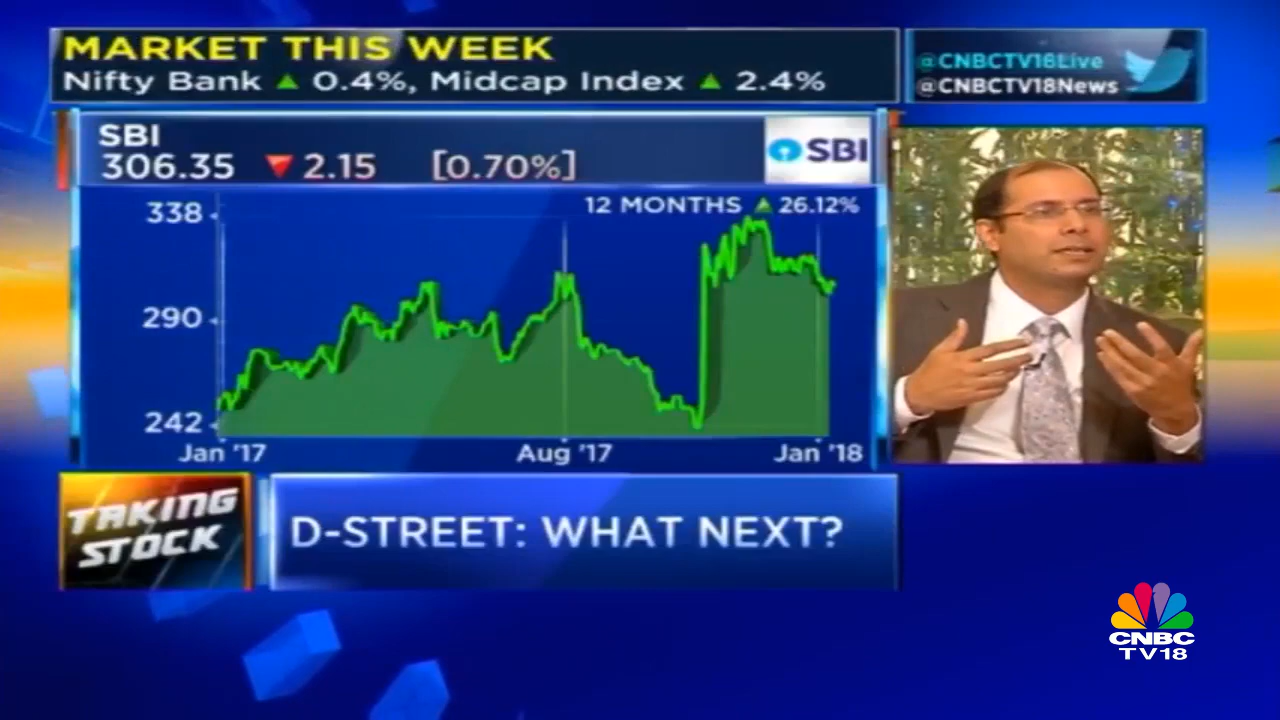 MARKET THIS WEEK
Nifty Bank ▲ 0.4%, Midcap Index ▲ 2.4%
@CNBCTV18Live
@CNBCTV18News
SBI
306.35 ▼ 2.15 [0.70%]
SBI
12 MONTHS ▲ 26.12%
338
290
242
Jan '17 Aug '17 Jan '18
TAKING
STOCK
D-STREET: WHAT NEXT?
CNBC
TV18